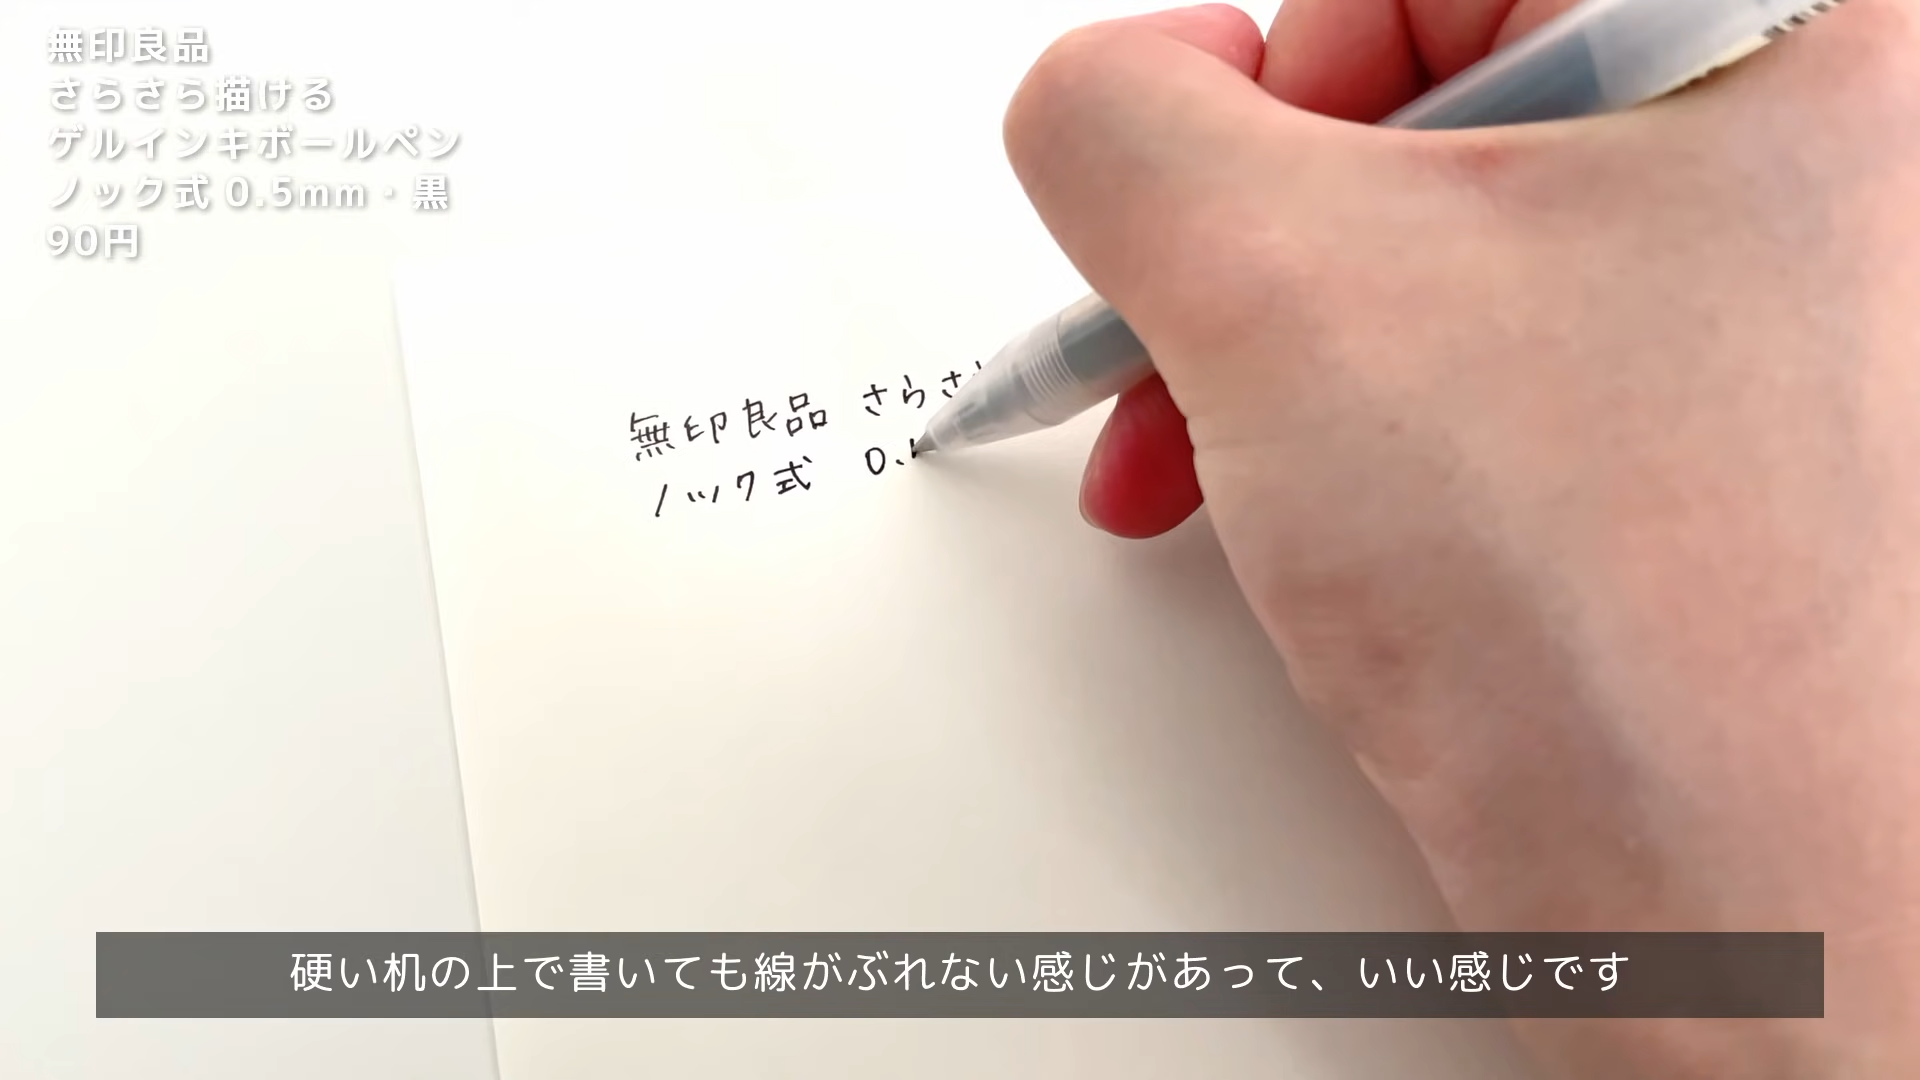 無印良品
さらさら描ける
ゲルインキボールペン
ノック式 0.5mm・黒
90円
無印良品 さらさ
ノック式 0.
硬い机の上で書いても線がぶれない感じがあって、いい感じです